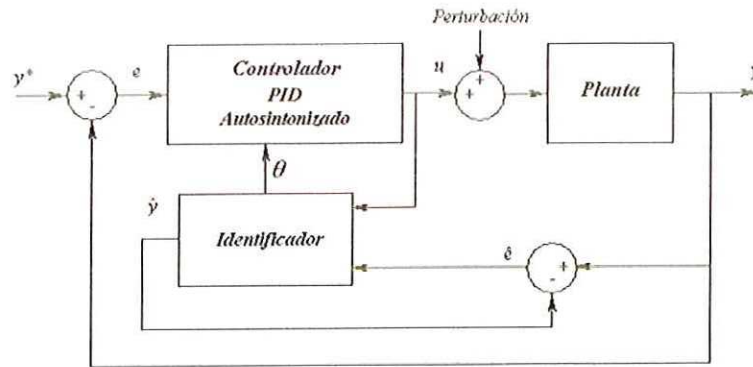 Perturbación
y*
e
Controlador
PID
Autosintonizado
u
Planta
+
-
+
+
θ
ŷ
Identificador
ê
+
-